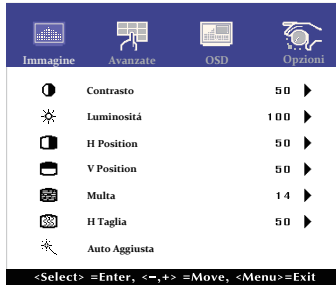 Immagine Avanzate OSD Opzioni
Contrasto 50
Luminositá 100
H Position 50
V Position 50
Multa 14
H Taglia 50
Auto Aggiusta
<Select> =Enter, <-,+> =Move, <Menu>=Exit